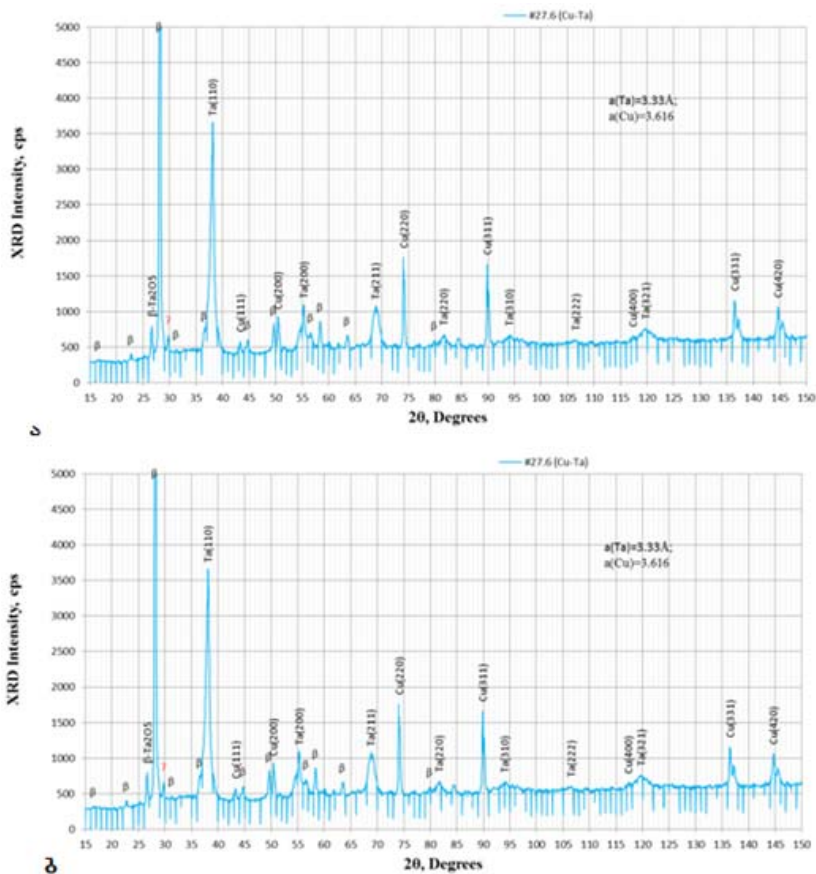 #27.6 (Cu-Ta)
5000
4500
4000
3500
3000
2500
2000
1500
1000
500
0
XRD Intensity, cps
β
Ta(110)
a(Ta)=3.33Å;
a(Cu)=3.616
β
β
β-Ta2O5
?
β
β
Cu(111)
β
Cu(200)
β
Ta(200)
β
β
β
Ta(211)
Cu(220)
β
Ta(220)
Cu(311)
Ta(310)
Ta(222)
Cu(400)
Ta(321)
Cu(331)
Cu(420)
15 20 25 30 35 40 45 50 55 60 65 70 75 80 85 90 95 100 105 110 115 120 125 130 135 140 145 150
2θ, Degrees
ა
#27.6 (Cu-Ta)
5000
4500
4000
3500
3000
2500
2000
1500
1000
500
0
XRD Intensity, cps
β
Ta(110)
a(Ta)=3.33Å;
a(Cu)=3.616
β
β
β-Ta2O5
?
β
β
Cu(111)
β
Cu(200)
β
Ta(200)
β
β
β
Ta(211)
Cu(220)
β
Ta(220)
Cu(311)
Ta(310)
Ta(222)
Cu(400)
Ta(321)
Cu(331)
Cu(420)
15 20 25 30 35 40 45 50 55 60 65 70 75 80 85 90 95 100 105 110 115 120 125 130 135 140 145 150
2θ, Degrees
ბ